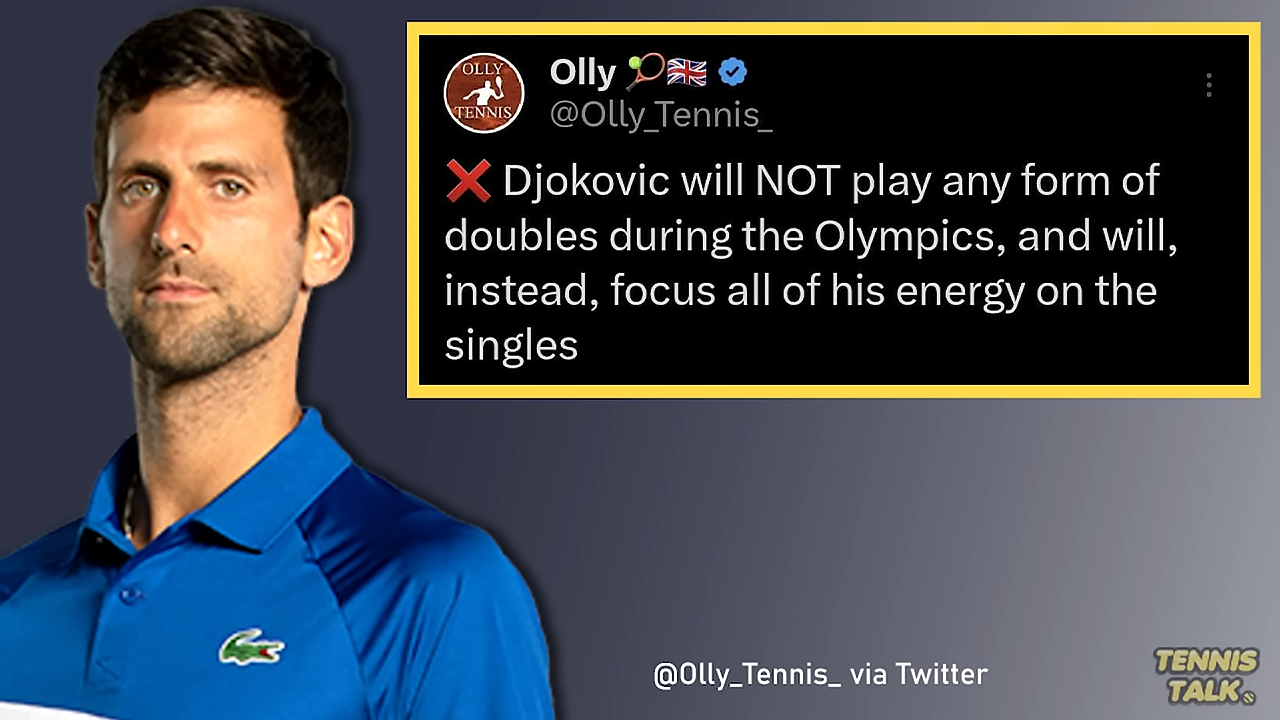 OLLY
TENNIS
Olly 🎾🇬🇧
@Olly_Tennis_
❌ Djokovic will NOT play any form of
doubles during the Olympics, and will,
instead, focus all of his energy on the
singles
@Olly_Tennis_ via Twitter
TENNIS
TALK